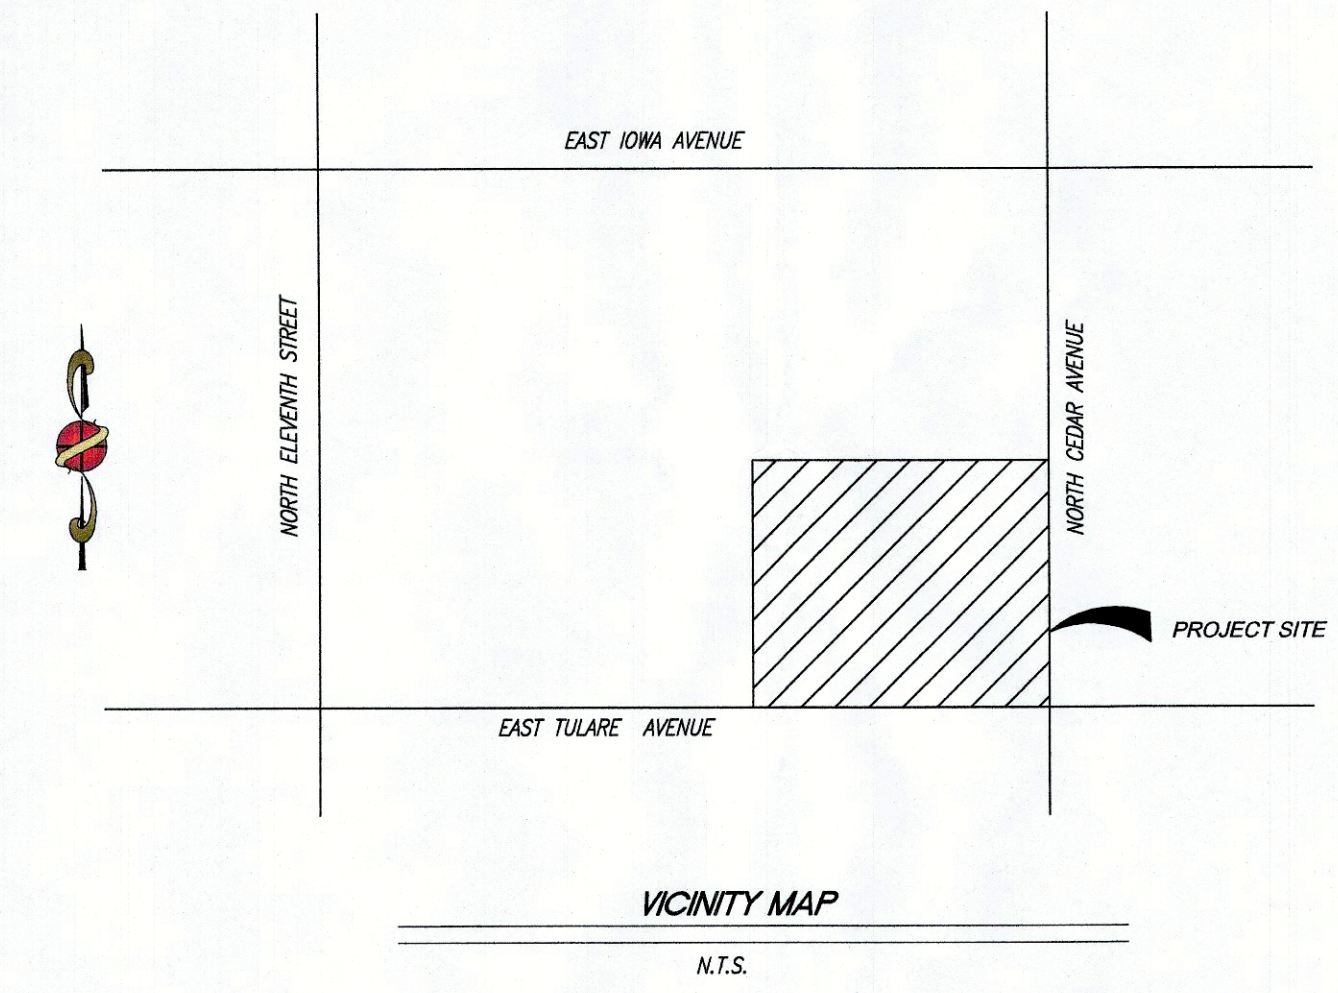 EAST IOWA AVENUE
NORTH ELEVENTH STREET
NORTH CEDAR AVENUE
PROJECT SITE
EAST TULARE AVENUE
VICINITY MAP
N.T.S.